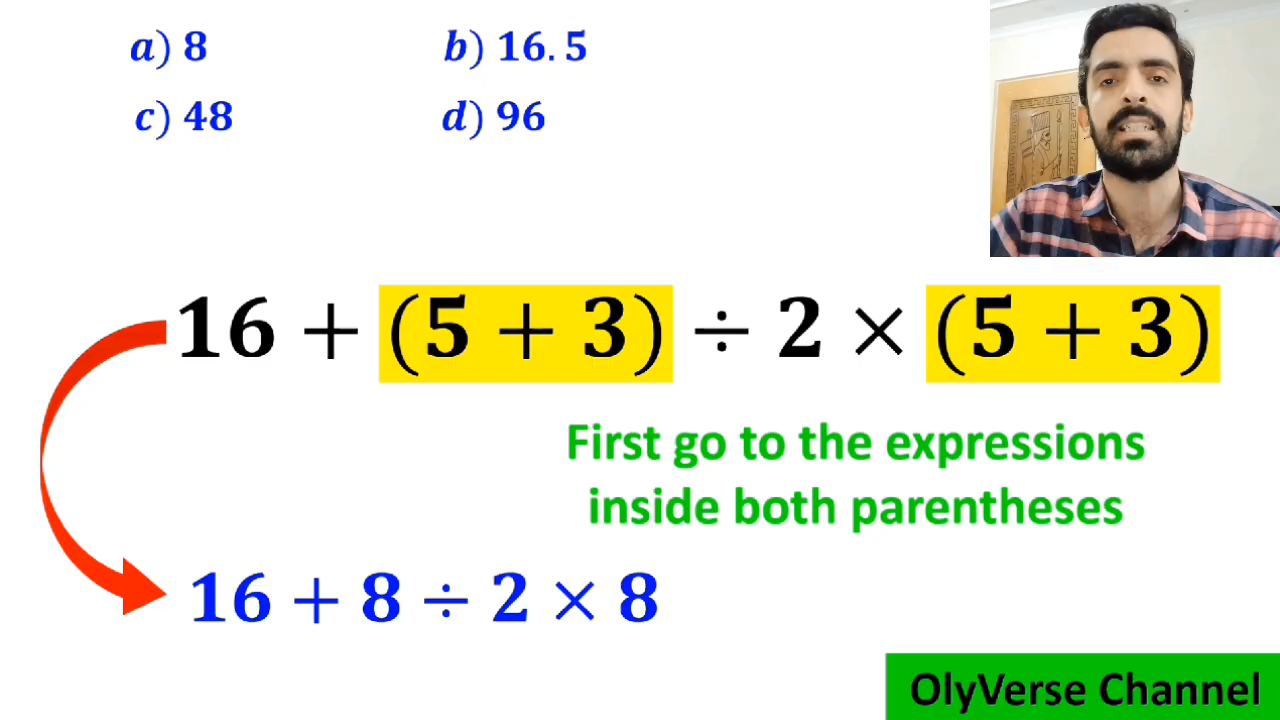 a) 8 b) 16.5
c) 48 d) 96
16 + (5 + 3) ÷ 2 × (5 + 3)
First go to the expressions
inside both parentheses
16 + 8 ÷ 2 × 8
OlyVerse Channel